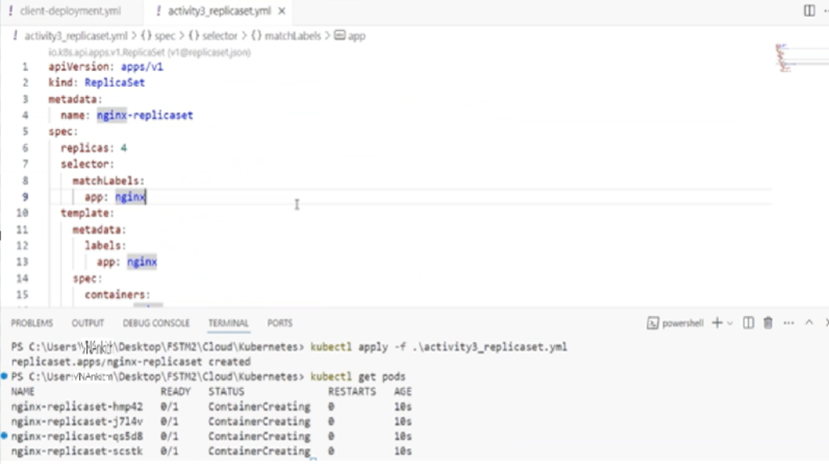 client-deployment.yml
activity3_replicaset.yml
activity3_replicaset.yml > {} spec > {} selector > {} matchLabels > app
io.k8s.api.apps.v1.ReplicaSet (v1@replicaset.json)
1 apiVersion: apps/v1
2 kind: ReplicaSet
3 metadata:
4 name: nginx-replicaset
5 spec:
6 replicas: 4
7 selector:
8 matchLabels:
9 app: nginx
10 template:
11 metadata:
12 labels:
13 app: nginx
14 spec:
15 containers:
PROBLEMS OUTPUT DEBUG CONSOLE TERMINAL PORTS
powershell
PS C:\Users\ \Desktop\FSTM2\Cloud\Kubernetes> kubectl apply -f .\activity3_replicaset.yml
replicaset.apps/nginx-replicaset created
PS C:\Users\ \Desktop\FSTM2\Cloud\Kubernetes> kubectl get pods
NAME READY STATUS RESTARTS AGE
nginx-replicaset-hmp42 0/1 ContainerCreating 0 10s
nginx-replicaset-j7l4v 0/1 ContainerCreating 0 10s
nginx-replicaset-qs5d8 0/1 ContainerCreating 0 10s
nginx-replicaset-scstk 0/1 ContainerCreating 0 10s